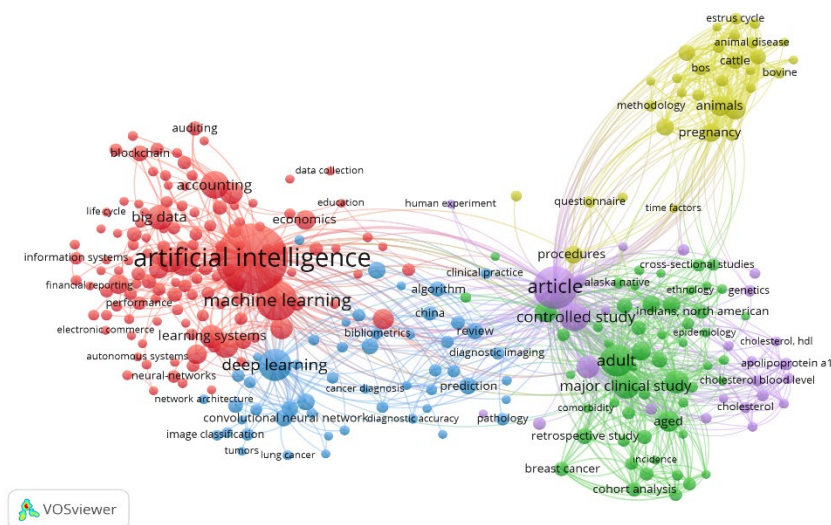 estrus cycle
animal disease
bos
cattle
bovine
methodology
animals
pregnancy
auditing
blockchain
data collection
accounting
education
life cycle
big data
economics
human experiment
questionnaire
time factors
information systems
artificial intelligence
procedures
cross-sectional studies
clinical practice
financial reporting
article
alaska native
ethnology
genetics
algorithm
performance
machine learning
china
controlled study
indians, north american
electronic commerce
learning systems
bibliometrics
review
epidemiology
cholesterol, hdl
autonomous systems
deep learning
diagnostic imaging
adult
apolipoprotein a1
neural-networks
cancer diagnosis
prediction
major clinical study
cholesterol blood level
network architecture
comorbidity
cholesterol
convolutional neural network
diagnostic accuracy
pathology
aged
image classification
retrospective study
tumors
lung cancer
incidence
breast cancer
cohort analysis
VOSviewer